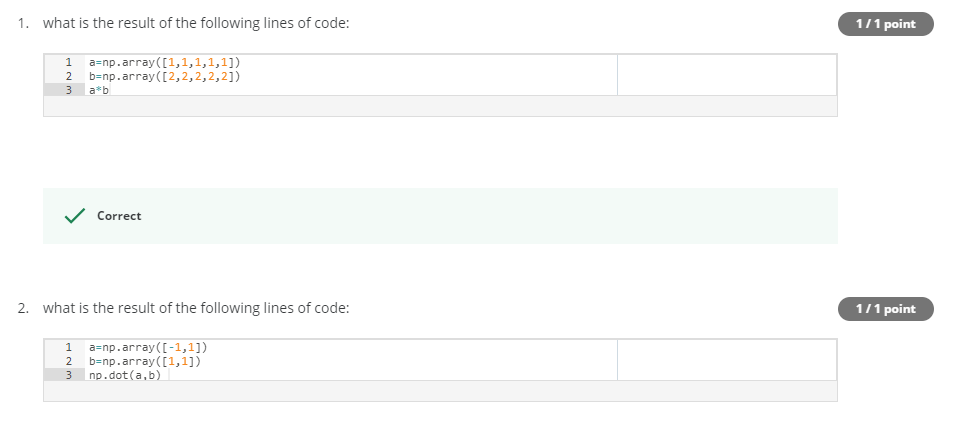 1. what is the result of the following lines of code:
1 / 1 point
1 a=np.array([1,1,1,1,1])
2 b=np.array([2,2,2,2,2])
3 a*b
Correct
2. what is the result of the following lines of code:
1 / 1 point
1 a=np.array([-1,1])
2 b=np.array([1,1])
3 np.dot(a,b)